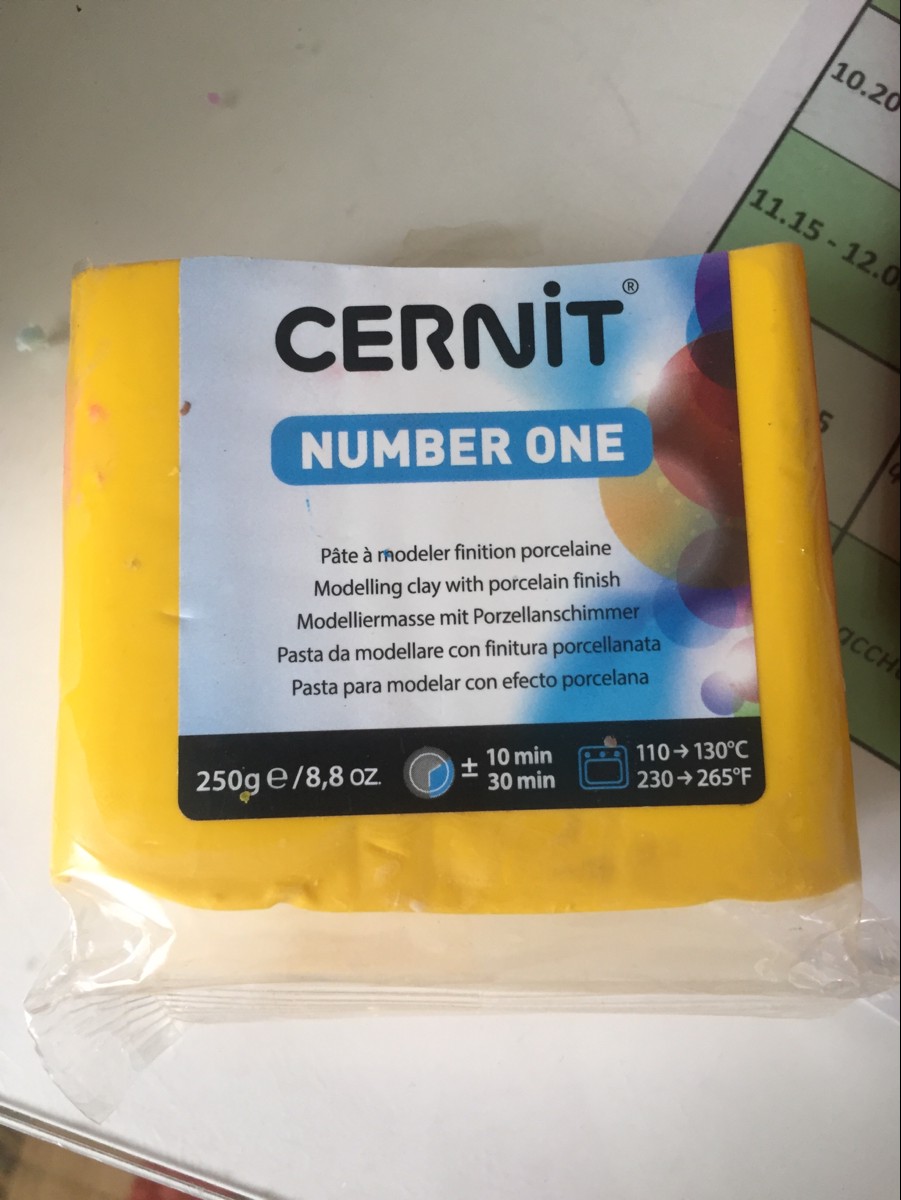 CERNiT®
NUMBER ONE
Pâte à modeler finition porcelaine
Modelling clay with porcelain finish
Modelliermasse mit Porzellanschimmer
Pasta da modellare con finitura porcellanata
Pasta para modelar con efecto porcelana
250g e/8,8 oz.
± 10 min
30 min
110→130°C
230→265°F
10.20
11.15 - 12.0
5